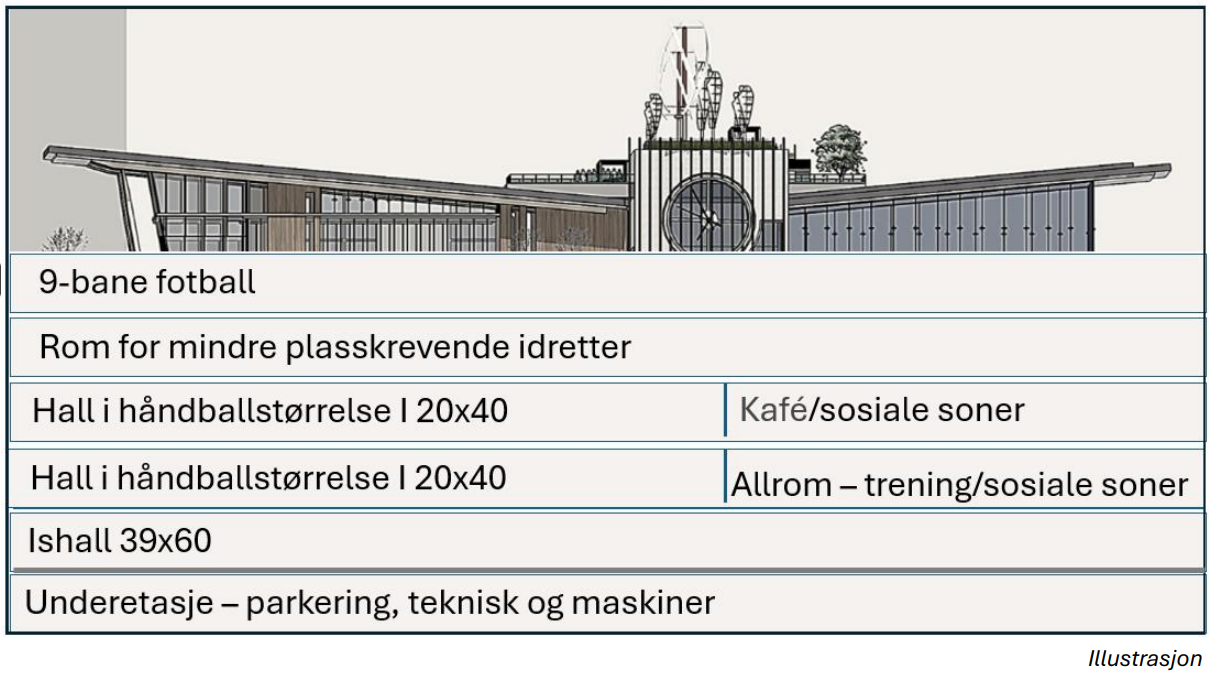 9-bane fotball
Rom for mindre plasskrevende idretter
Hall i håndballstørrelse I 20x40
Kafé/sosiale soner
Hall i håndballstørrelse I 20x40
Allrom – trening/sosiale soner
Ishall 39x60
Underetasje – parkering, teknisk og maskiner
Illustrasjon